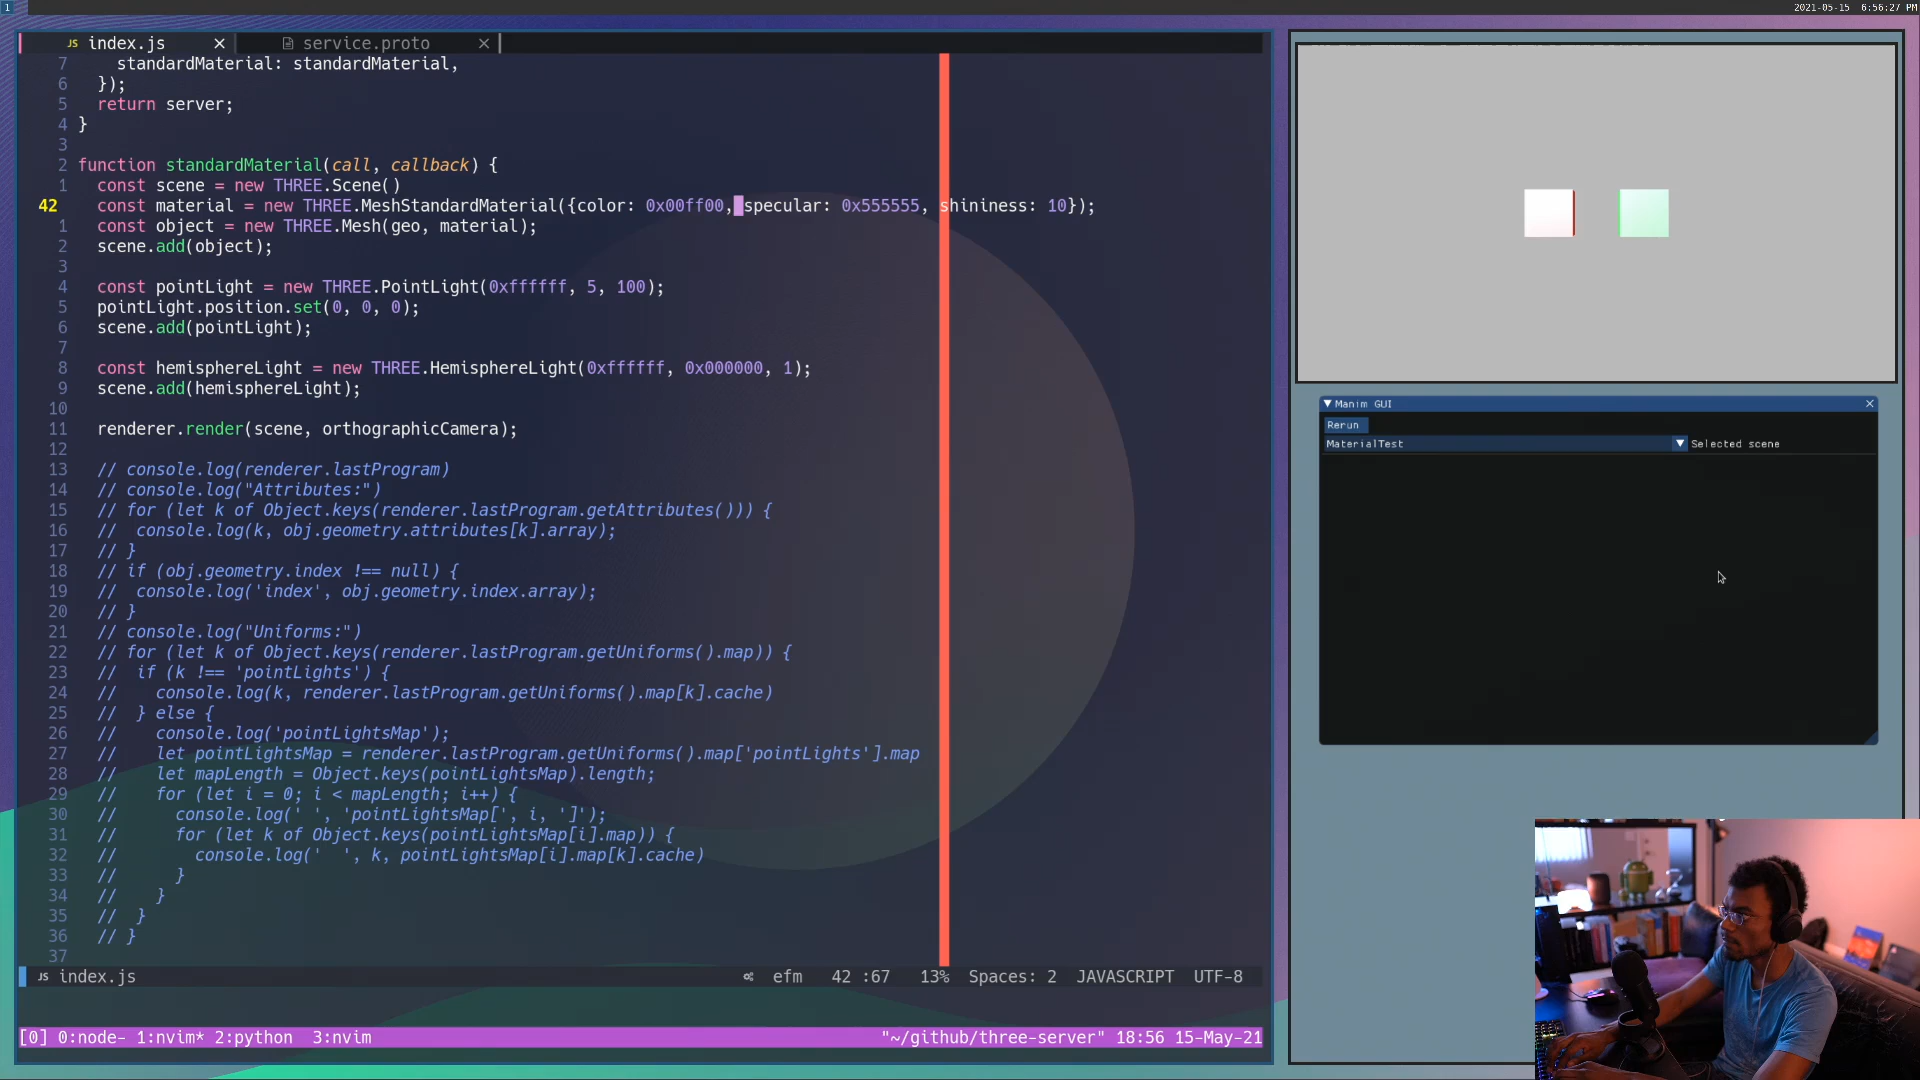 1
2021-05-15 6:56:27 PM
JS index.js × service.proto ×
7 standardMaterial: standardMaterial,
6 });
5 return server;
4 }
3
2 function standardMaterial(call, callback) {
1 const scene = new THREE.Scene()
42 const material = new THREE.MeshStandardMaterial({color: 0x00ff00, specular: 0x555555, shininess: 10});
1 const object = new THREE.Mesh(geo, material);
2 scene.add(object);
3
4 const pointLight = new THREE.PointLight(0xffffff, 5, 100);
5 pointLight.position.set(0, 0, 0);
6 scene.add(pointLight);
7
8 const hemisphereLight = new THREE.HemisphereLight(0xffffff, 0x000000, 1);
9 scene.add(hemisphereLight);
10
11 renderer.render(scene, orthographicCamera);
12
13 // console.log(renderer.lastProgram)
14 // console.log("Attributes:")
15 // for (let k of Object.keys(renderer.lastProgram.getAttributes())) {
16 //  console.log(k, obj.geometry.attributes[k].array);
17 // }
18 // if (obj.geometry.index !== null) {
19 //  console.log('index', obj.geometry.index.array);
20 // }
21 // console.log("Uniforms:")
22 // for (let k of Object.keys(renderer.lastProgram.getUniforms().map)) {
23 //  if (k !== 'pointLights') {
24 //    console.log(k, renderer.lastProgram.getUniforms().map[k].cache)
25 //  } else {
26 //    console.log('pointLightsMap');
27 //    let pointLightsMap = renderer.lastProgram.getUniforms().map['pointLights'].map
28 //    let mapLength = Object.keys(pointLightsMap).length;
29 //    for (let i = 0; i < mapLength; i++) {
30 //      console.log(' ', 'pointLightsMap[', i, ']');
31 //      for (let k of Object.keys(pointLightsMap[i].map)) {
32 //        console.log('  ', k, pointLightsMap[i].map[k].cache)
33 //      }
34 //    }
35 //  }
36 // }
37
JS index.js efm 42 :67 13% Spaces: 2 JAVASCRIPT UTF-8
[0] 0:node- 1:nvim* 2:python 3:nvim "~/github/three-server" 18:56 15-May-21
Manim GUI
Rerun
MaterialTest Selected scene